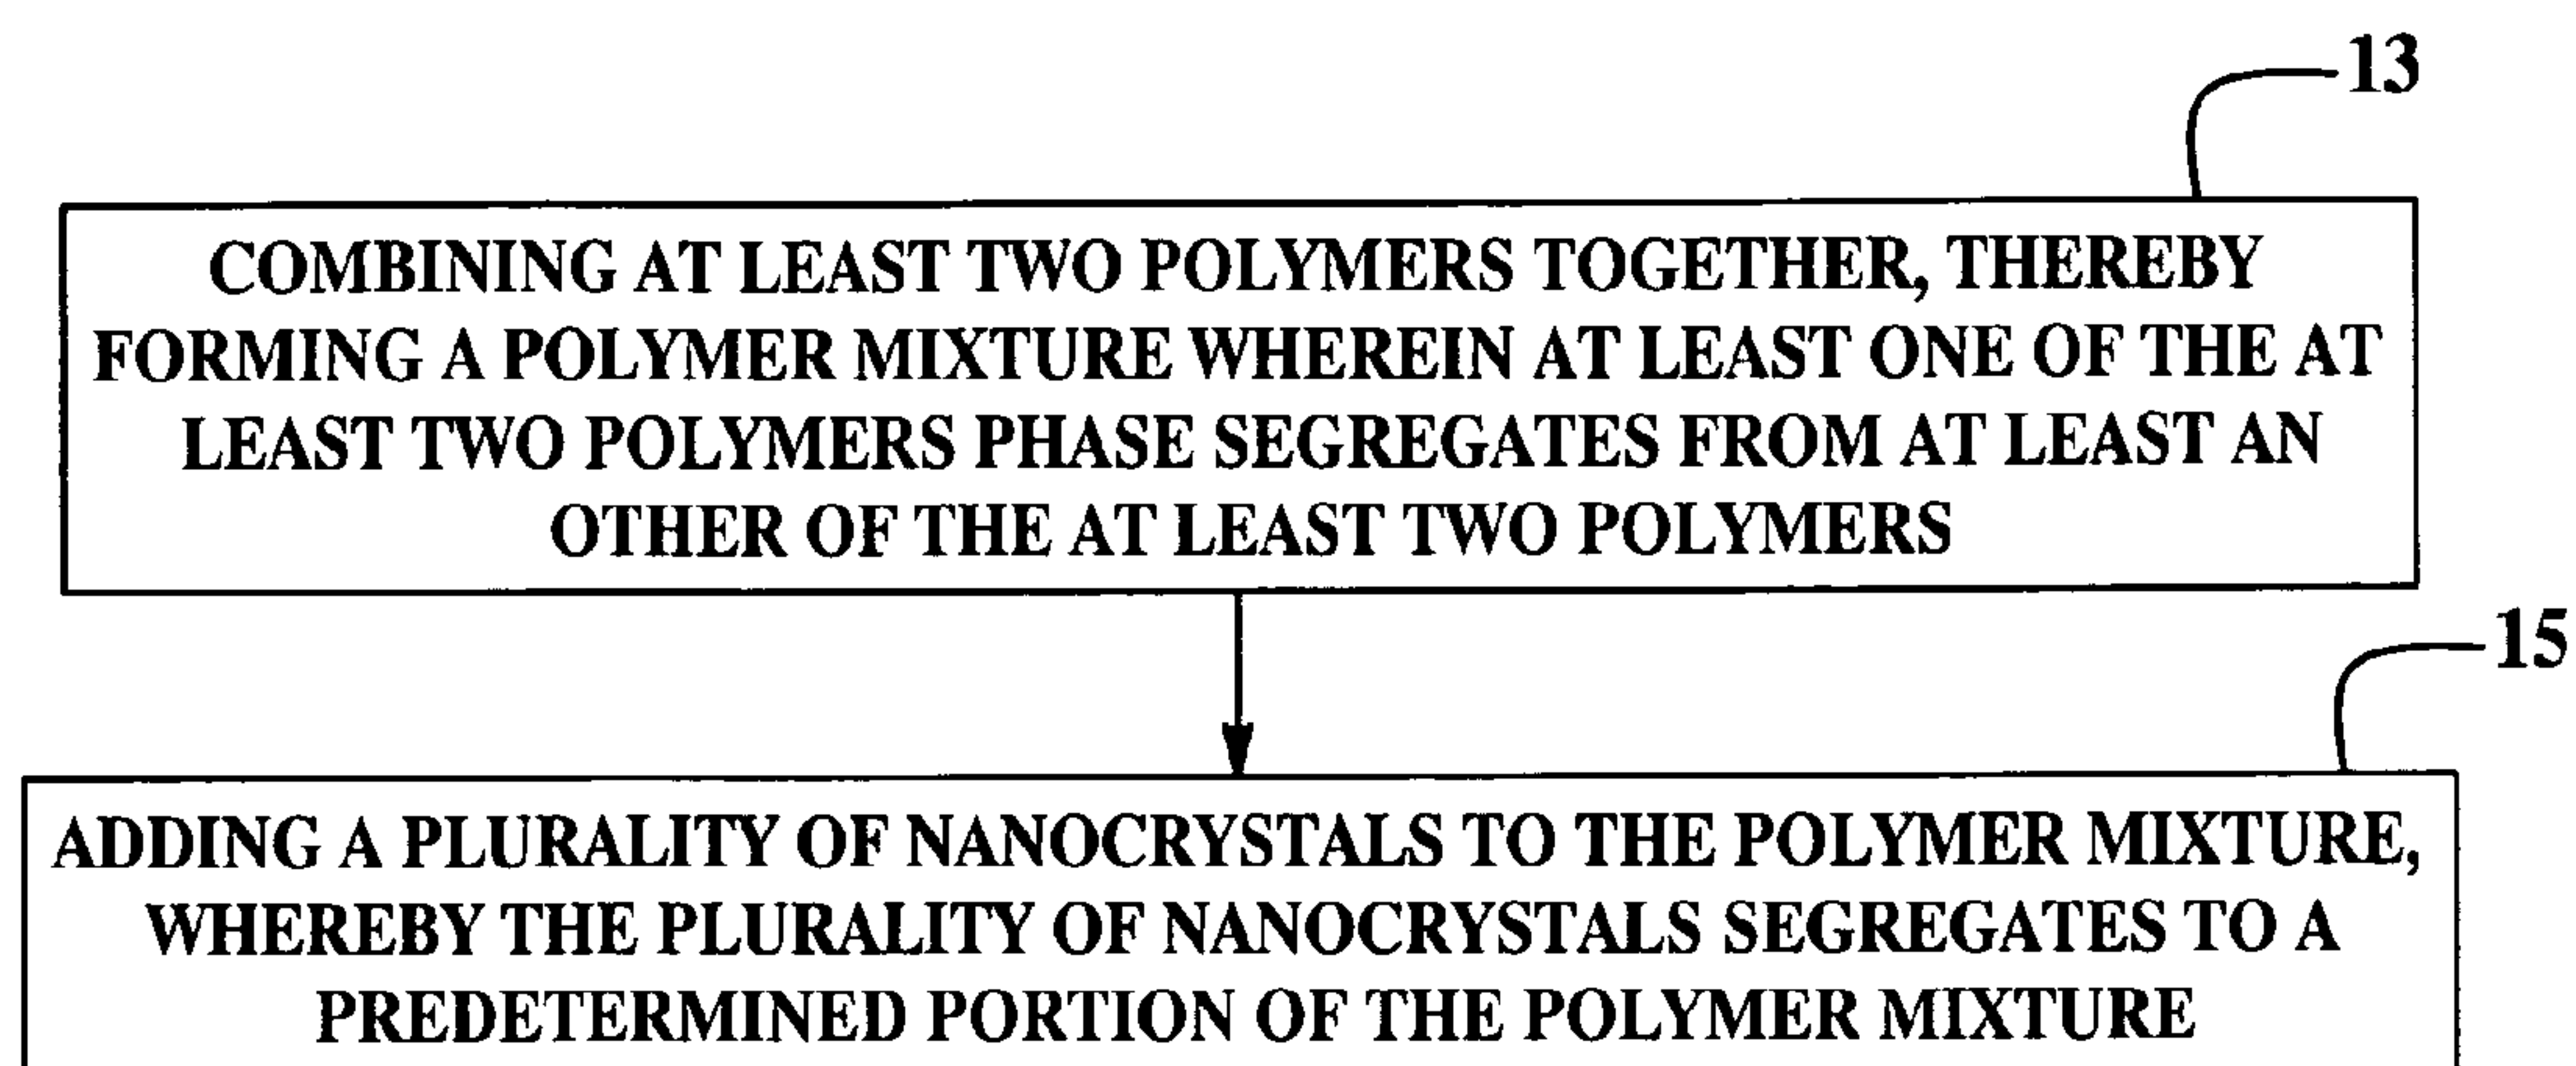 13
COMBINING AT LEAST TWO POLYMERS TOGETHER, THEREBY
FORMING A POLYMER MIXTURE WHEREIN AT LEAST ONE OF THE AT
LEAST TWO POLYMERS PHASE SEGREGATES FROM AT LEAST AN
OTHER OF THE AT LEAST TWO POLYMERS
15
ADDING A PLURALITY OF NANOCRYSTALS TO THE POLYMER MIXTURE,
WHEREBY THE PLURALITY OF NANOCRYSTALS SEGREGATES TO A
PREDETERMINED PORTION OF THE POLYMER MIXTURE